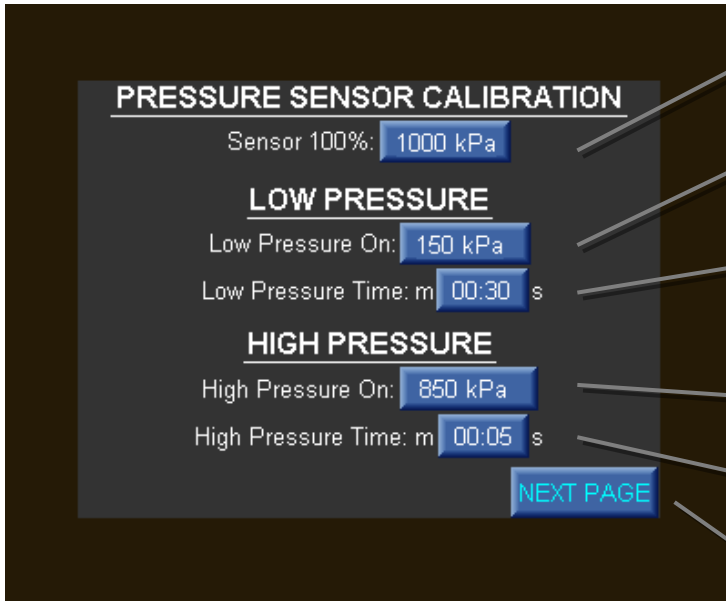 PRESSURE SENSOR CALIBRATION
Sensor 100%: 1000 kPa
LOW PRESSURE
Low Pressure On: 150 kPa
Low Pressure Time: m 00:30 s
HIGH PRESSURE
High Pressure On: 850 kPa
High Pressure Time: m 00:05 s
NEXT PAGE